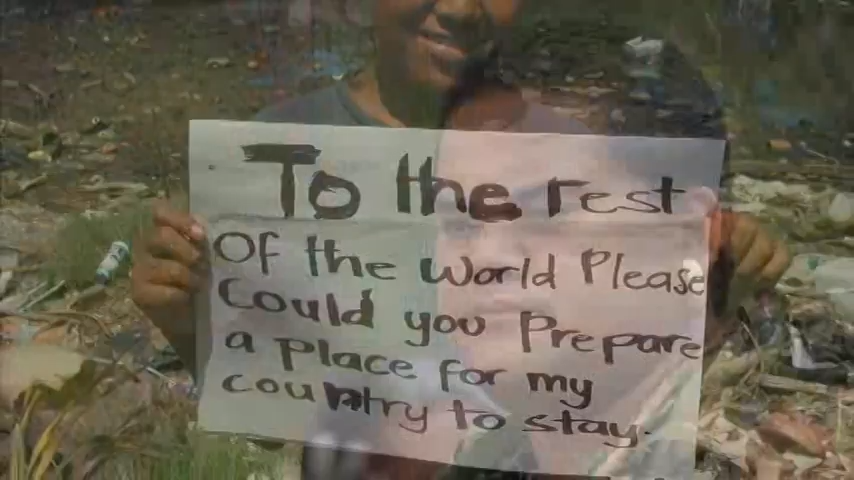 To the rest
of the World Please
Could you Prepare
a place for my
country to stay.